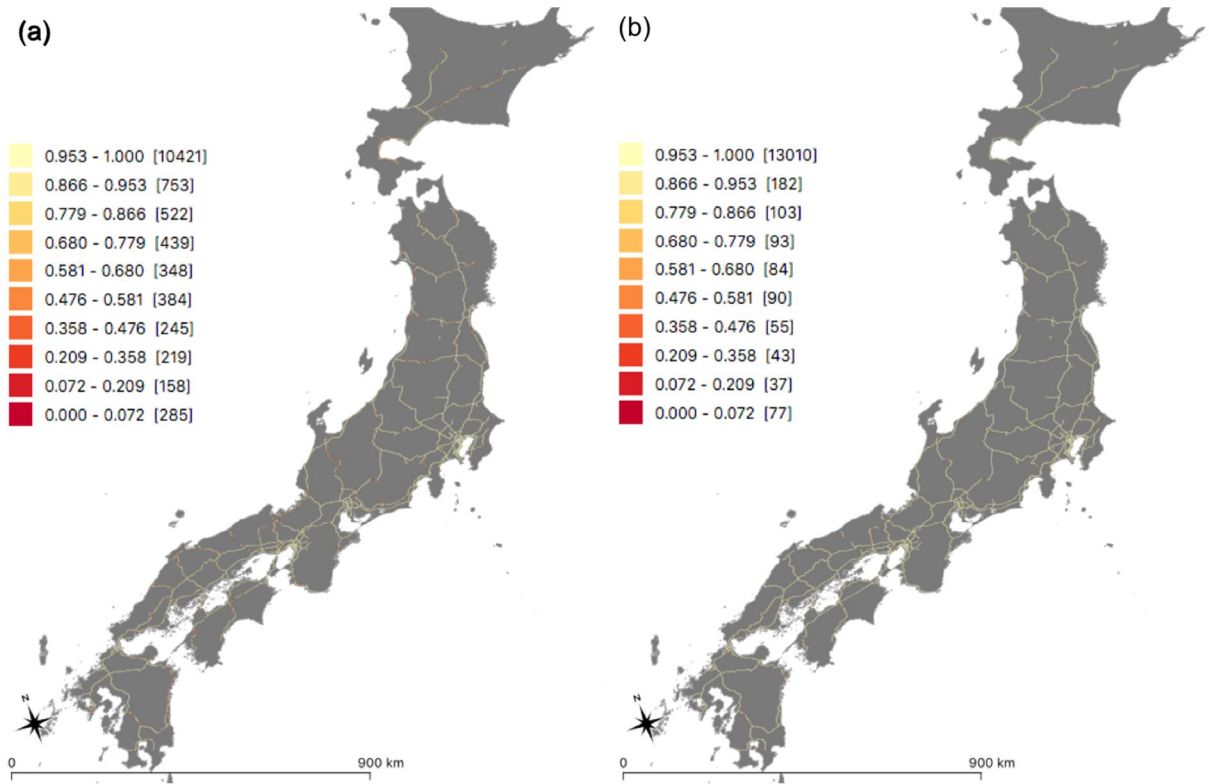 (a)
0.953 - 1.000 [10421]
0.866 - 0.953 [753]
0.779 - 0.866 [522]
0.680 - 0.779 [439]
0.581 - 0.680 [348]
0.476 - 0.581 [384]
0.358 - 0.476 [245]
0.209 - 0.358 [219]
0.072 - 0.209 [158]
0.000 - 0.072 [285]
N
0 900 km
(b)
0.953 - 1.000 [13010]
0.866 - 0.953 [182]
0.779 - 0.866 [103]
0.680 - 0.779 [93]
0.581 - 0.680 [84]
0.476 - 0.581 [90]
0.358 - 0.476 [55]
0.209 - 0.358 [43]
0.072 - 0.209 [37]
0.000 - 0.072 [77]
N
0 900 km